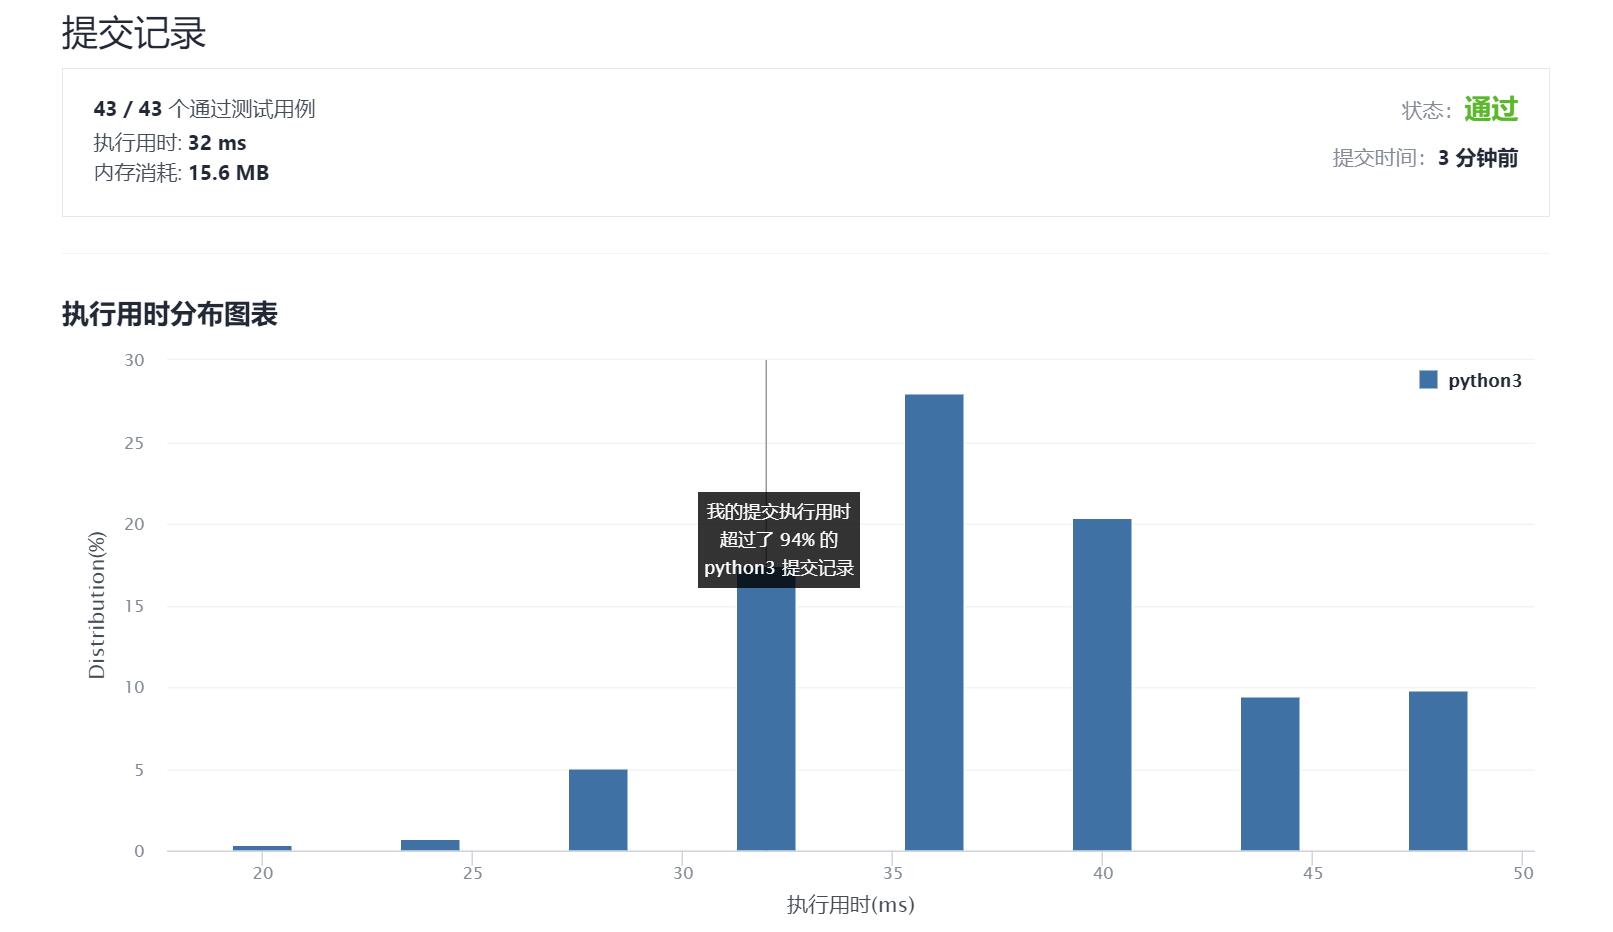 提交记录
43 / 43 个通过测试用例
状态：通过
执行用时: 32 ms
提交时间：3 分钟前
内存消耗: 15.6 MB
执行用时分布图表
30
python3
25
我的提交执行用时
超过了 94% 的
python3 提交记录
20
15
10
5
0
Distribution(%)
20 25 30 35 40 45 50
执行用时(ms)